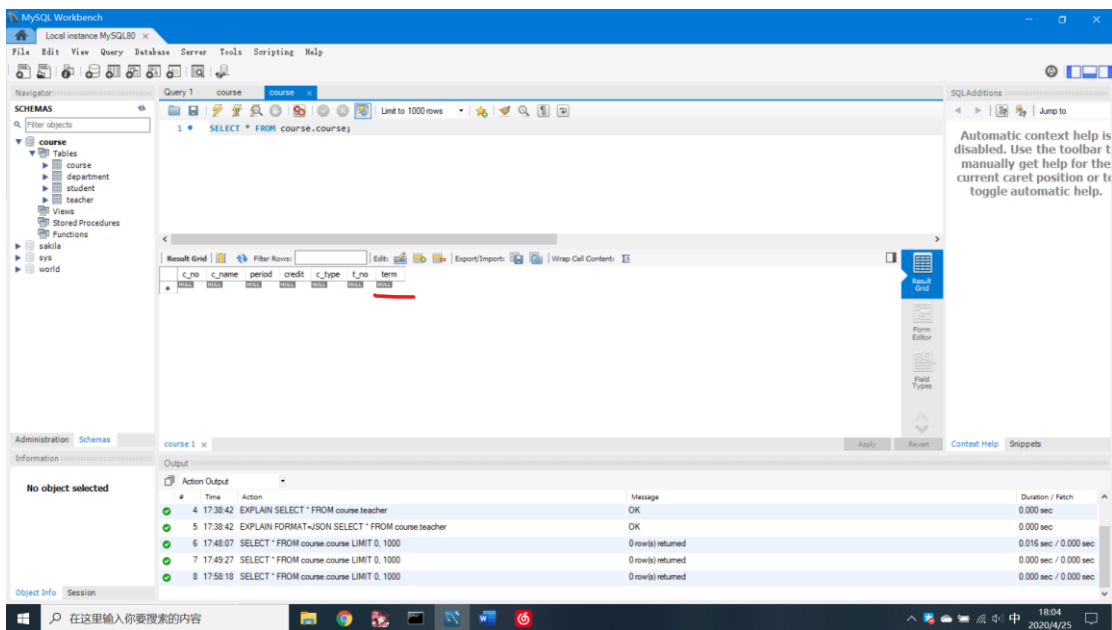 MySQL Workbench
Local instance MySQL80
File Edit View Query Database Server Tools Scripting Help
Navigator
SCHEMAS
Filter objects
course
Tables
course
department
student
teacher
Views
Stored Procedures
Functions
sakila
sys
world
Administration Schemas
Information
No object selected
Object Info Session
Query 1 course course
Limit to 1000 rows
1 SELECT * FROM course.course;
Result Grid Filter Rows: Edit: Export/Import: Wrap Cell Content:
c_no c_name period credit c_type t_no term
NULL NULL NULL NULL NULL NULL NULL
Result Grid
Form Editor
Field Types
course 1 Apply Revert
SQLAdditions
Jump to
Automatic context help is
disabled. Use the toolbar t
manually get help for the
current caret position or to
toggle automatic help.
Context Help Snippets
Output
Action Output
# Time Action Message Duration / Fetch
4 17:38:42 EXPLAIN SELECT * FROM course.teacher OK 0.000 sec
5 17:38:42 EXPLAIN FORMAT=JSON SELECT * FROM course.teacher OK 0.000 sec
6 17:48:07 SELECT * FROM course.course LIMIT 0, 1000 0 row(s) returned 0.016 sec / 0.000 sec
7 17:49:27 SELECT * FROM course.course LIMIT 0, 1000 0 row(s) returned 0.000 sec / 0.000 sec
8 17:58:18 SELECT * FROM course.course LIMIT 0, 1000 0 row(s) returned 0.000 sec / 0.000 sec
在这里输入你要搜索的内容
中
18:04
2020/4/25